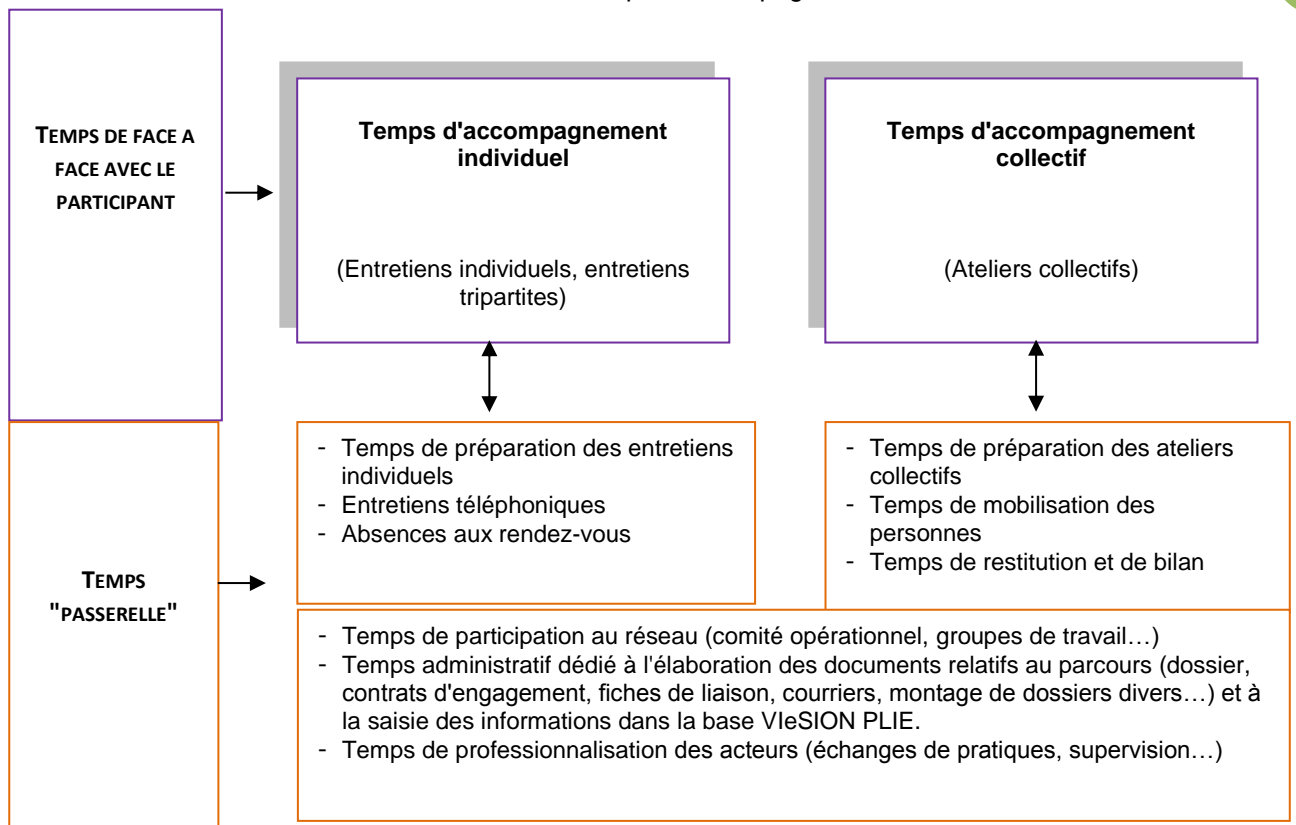 TEMPS DE FACE A
FACE AVEC LE
PARTICIPANT
Temps d'accompagnement
individuel
(Entretiens individuels, entretiens
tripartites)
Temps d'accompagnement
collectif
(Ateliers collectifs)
TEMPS
"PASSERELLE"
- Temps de préparation des entretiens
individuels
- Entretiens téléphoniques
- Absences aux rendez-vous
- Temps de préparation des ateliers
collectifs
- Temps de mobilisation des
personnes
- Temps de restitution et de bilan
- Temps de participation au réseau (comité opérationnel, groupes de travail…)
- Temps administratif dédié à l'élaboration des documents relatifs au parcours (dossier,
contrats d'engagement, fiches de liaison, courriers, montage de dossiers divers…) et à
la saisie des informations dans la base VIeSION PLIE.
- Temps de professionnalisation des acteurs (échanges de pratiques, supervision…)